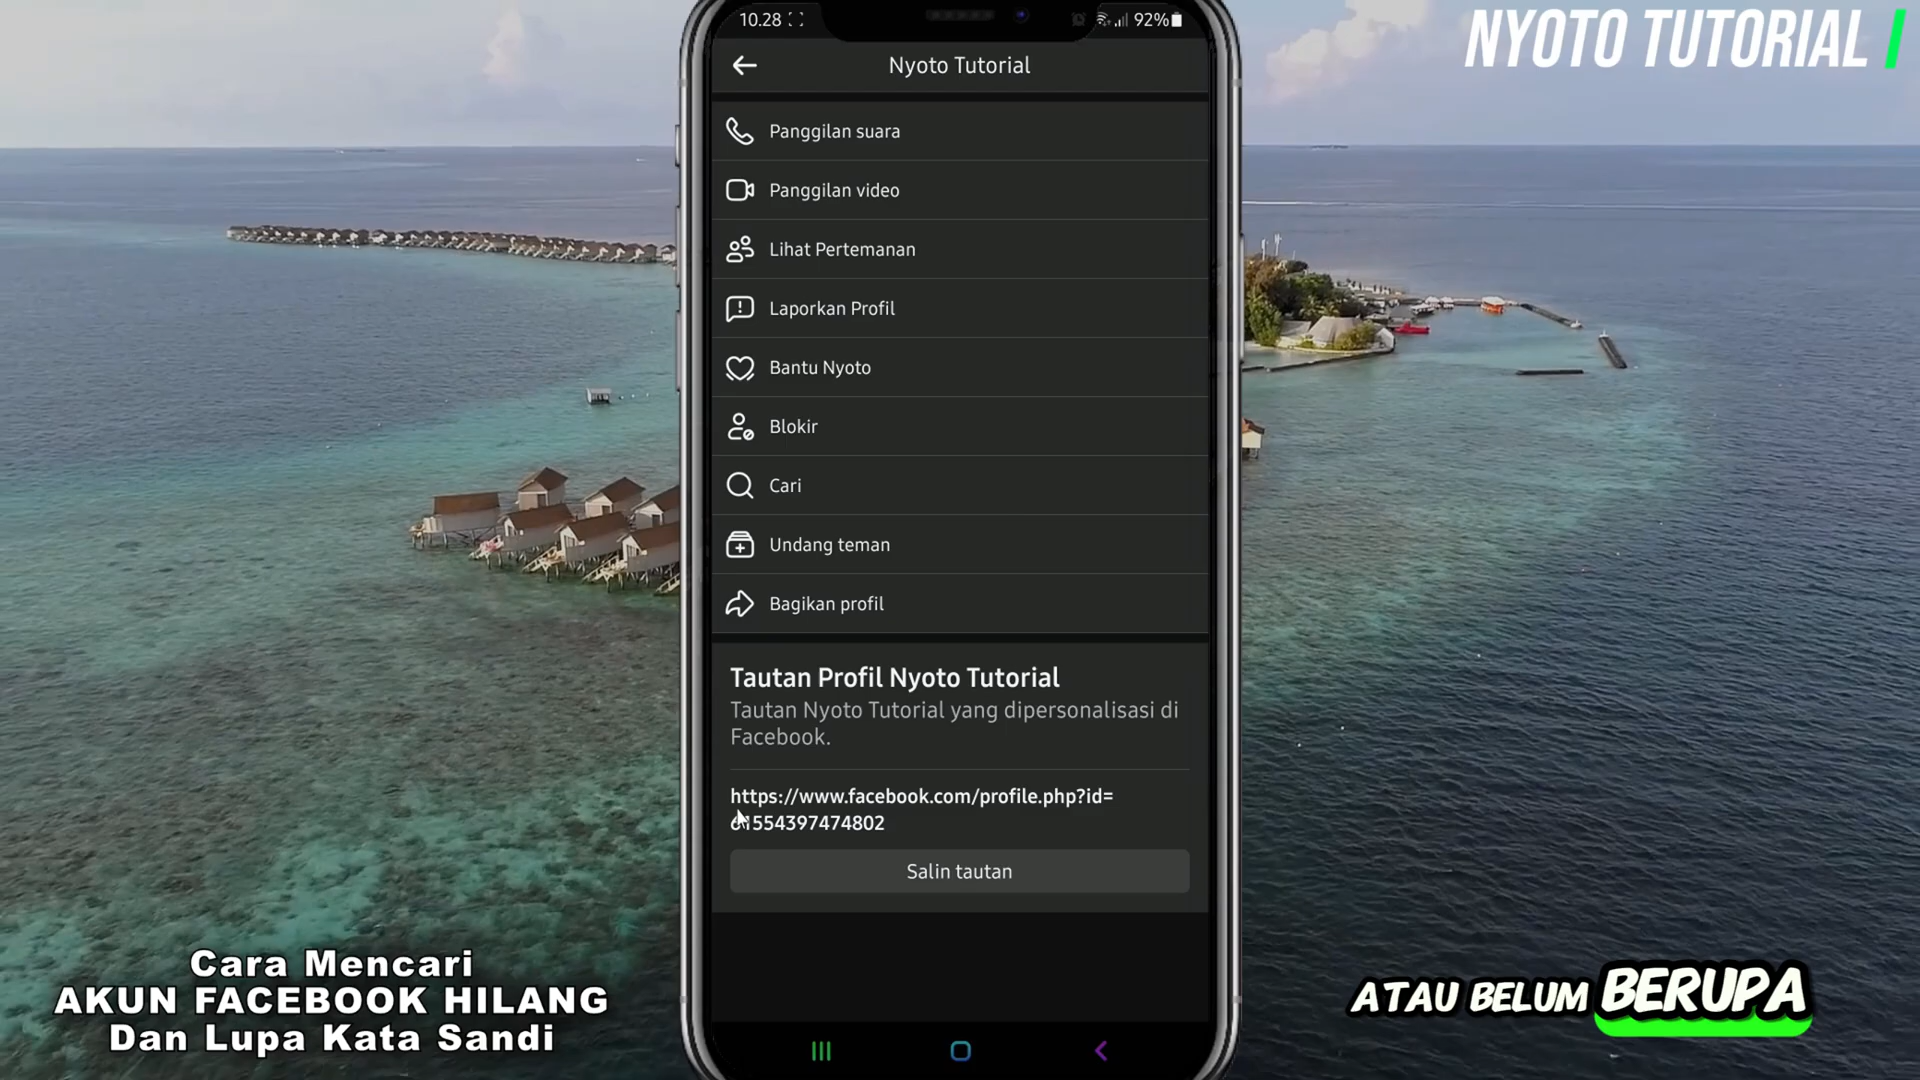 10.28
92%
NYOTO TUTORIAL
Nyoto Tutorial
Panggilan suara
Panggilan video
Lihat Pertemanan
Laporkan Profil
Bantu Nyoto
Blokir
Cari
Undang teman
Bagikan profil
Tautan Profil Nyoto Tutorial
Tautan Nyoto Tutorial yang dipersonalisasi di
Facebook.
https://www.facebook.com/profile.php?id=
61554397474802
Salin tautan
Cara Mencari
AKUN FACEBOOK HILANG
Dan Lupa Kata Sandi
ATAU BELUM BERUPA